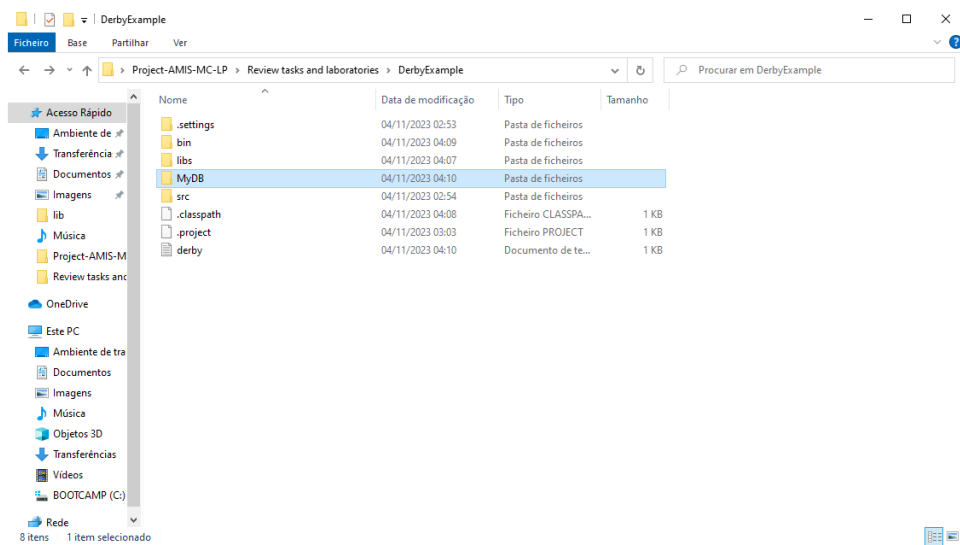 DerbyExample
Ficheiro Base Partilhar Ver
Project-AMIS-MC-LP > Review tasks and laboratories > DerbyExample
Procurar em DerbyExample
Acesso Rápido
Ambiente de
Transferência
Documentos
Imagens
lib
Música
Project-AMIS-M
Review tasks anc
OneDrive
Este PC
Ambiente de tra
Documentos
Imagens
Música
Objetos 3D
Transferências
Vídeos
BOOTCAMP (C:)
Rede
Nome Data de modificação Tipo Tamanho
.settings 04/11/2023 02:53 Pasta de ficheiros
bin 04/11/2023 04:09 Pasta de ficheiros
libs 04/11/2023 04:07 Pasta de ficheiros
MyDB 04/11/2023 04:10 Pasta de ficheiros
src 04/11/2023 02:54 Pasta de ficheiros
.classpath 04/11/2023 04:08 Ficheiro CLASSPA... 1 KB
.project 04/11/2023 03:03 Ficheiro PROJECT 1 KB
derby 04/11/2023 04:10 Documento de te... 1 KB
8 itens 1 item selecionado